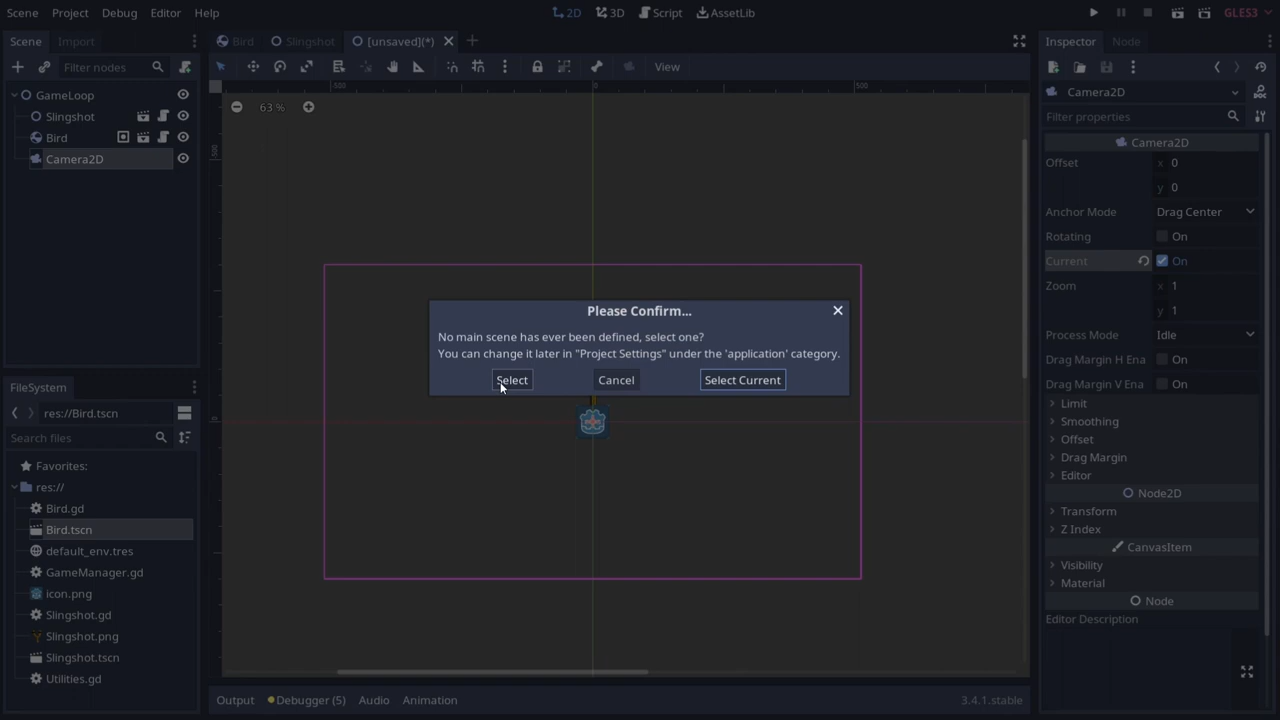 Scene Project Debug Editor Help
2D 3D Script AssetLib
GLES3
Scene Import
Filter nodes
GameLoop
Slingshot
Bird
Camera2D
FileSystem
res://Bird.tscn
Search files
Favorites:
res://
Bird.gd
Bird.tscn
default_env.tres
GameManager.gd
icon.png
Slingshot.gd
Slingshot.png
Slingshot.tscn
Utilities.gd
Bird Slingshot [unsaved](*)
View
-500 0 500
63 %
-500
0
Please Confirm...
No main scene has ever been defined, select one?
You can change it later in "Project Settings" under the 'application' category.
Select Cancel Select Current
Output Debugger (5) Audio Animation 3.4.1.stable
Inspector Node
Camera2D
Filter properties
Camera2D
Offset x 0
y 0
Anchor Mode Drag Center
Rotating On
Current On
Zoom x 1
y 1
Process Mode Idle
Drag Margin H Ena On
Drag Margin V Ena On
Limit
Smoothing
Offset
Drag Margin
Editor
Node2D
Transform
Z Index
CanvasItem
Visibility
Material
Node
Editor Description